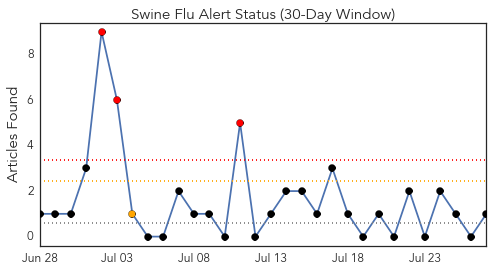 Swine Flu Alert Status (30-Day Window)
Articles Found
8
6
4
2
0
Jun 28
Jul 03
Jul 08
Jul 13
Jul 18
Jul 23